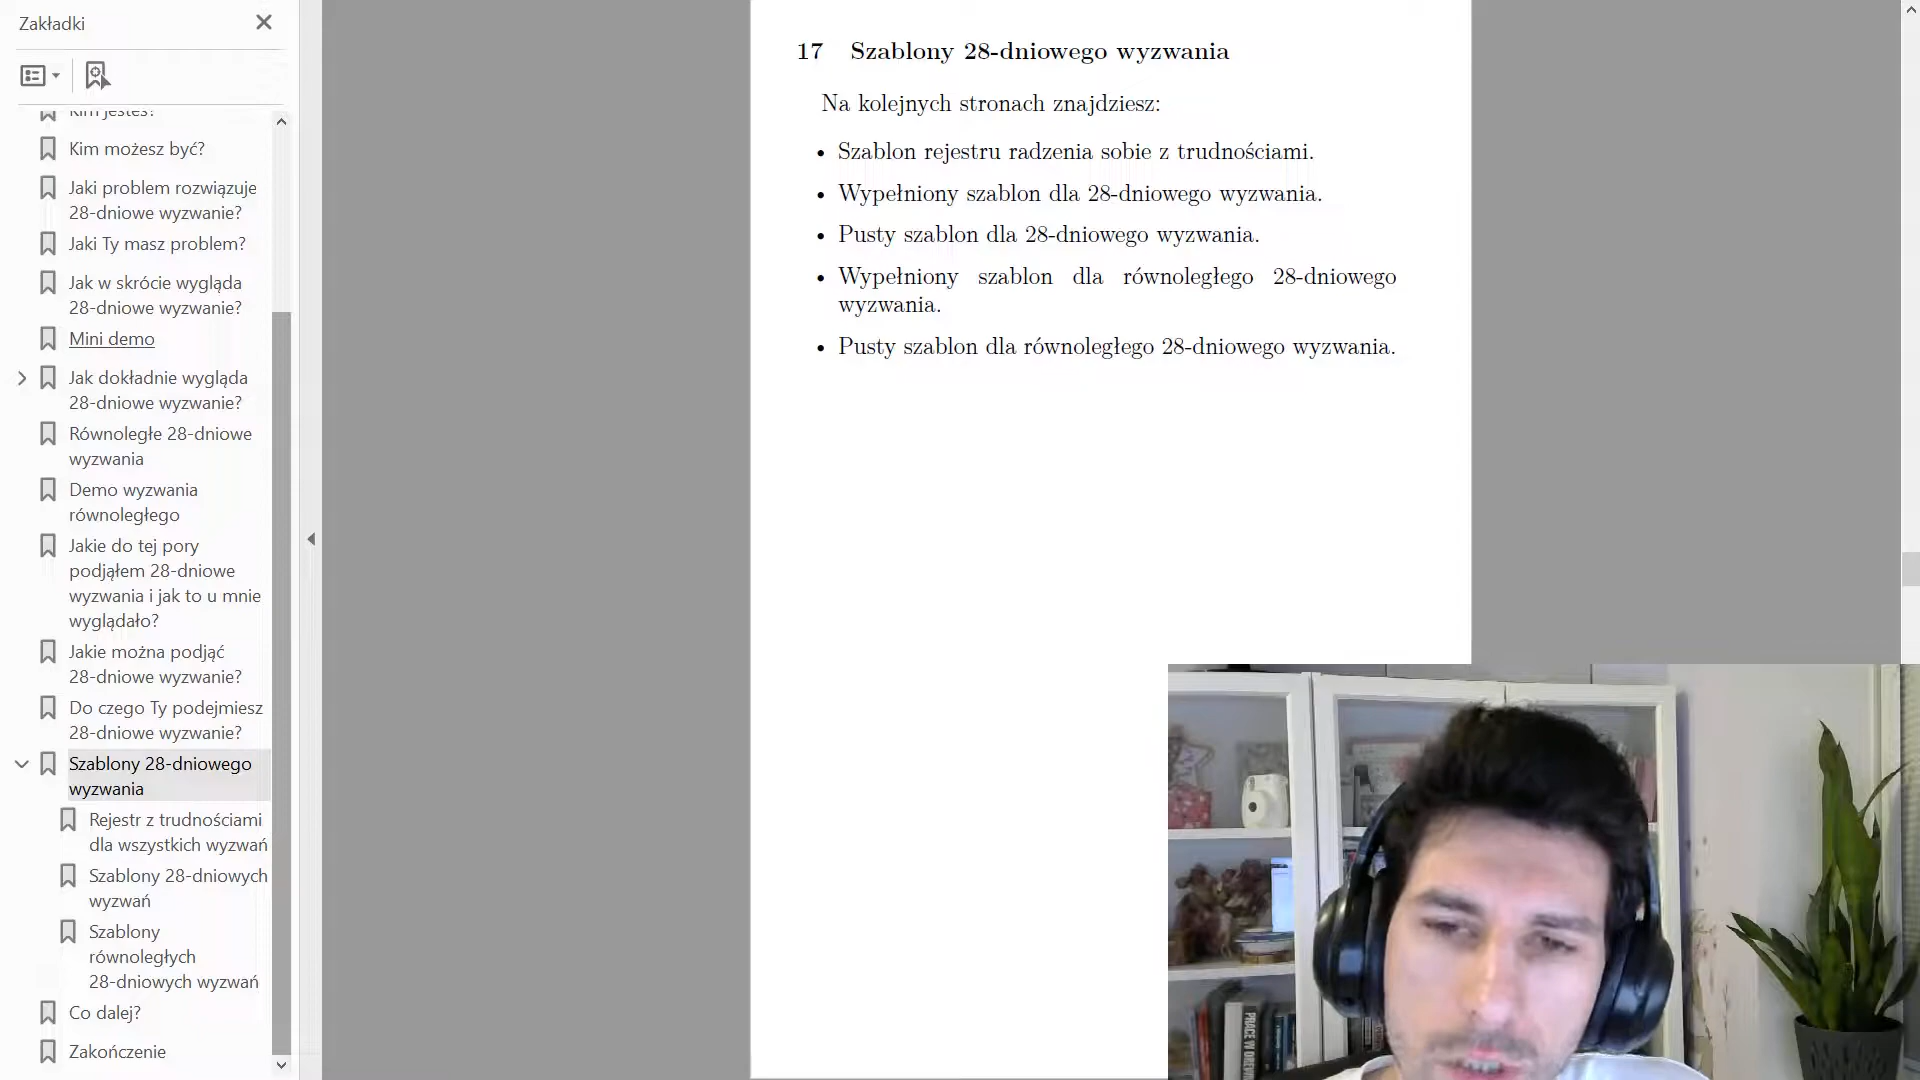 Zakładki
Kim jesteś?
Kim możesz być?
Jaki problem rozwiązuje
28-dniowe wyzwanie?
Jaki Ty masz problem?
Jak w skrócie wygląda
28-dniowe wyzwanie?
Mini demo
Jak dokładnie wygląda
28-dniowe wyzwanie?
Równoległe 28-dniowe
wyzwania
Demo wyzwania
równoległego
Jakie do tej pory
podjąłem 28-dniowe
wyzwania i jak to u mnie
wyglądało?
Jakie można podjąć
28-dniowe wyzwanie?
Do czego Ty podejmiesz
28-dniowe wyzwanie?
Szablony 28-dniowego
wyzwania
Rejestr z trudnościami
dla wszystkich wyzwań
Szablony 28-dniowych
wyzwań
Szablony
równoległych
28-dniowych wyzwań
Co dalej?
Zakończenie
17 Szablony 28-dniowego wyzwania
Na kolejnych stronach znajdziesz:
• Szablon rejestru radzenia sobie z trudnościami.
• Wypełniony szablon dla 28-dniowego wyzwania.
• Pusty szablon dla 28-dniowego wyzwania.
• Wypełniony szablon dla równoległego 28-dniowego
wyzwania.
• Pusty szablon dla równoległego 28-dniowego wyzwania.